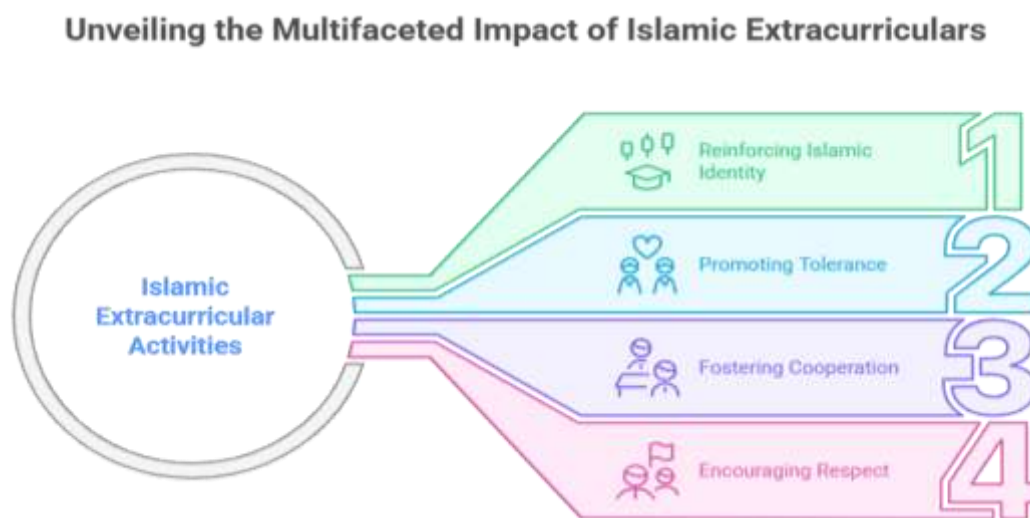 Unveiling the Multifaceted Impact of Islamic Extracurriculars
Islamic
Extracurricular
Activities
Reinforcing Islamic
Identity
1
Promoting Tolerance
2
Fostering Cooperation
3
Encouraging Respect
4